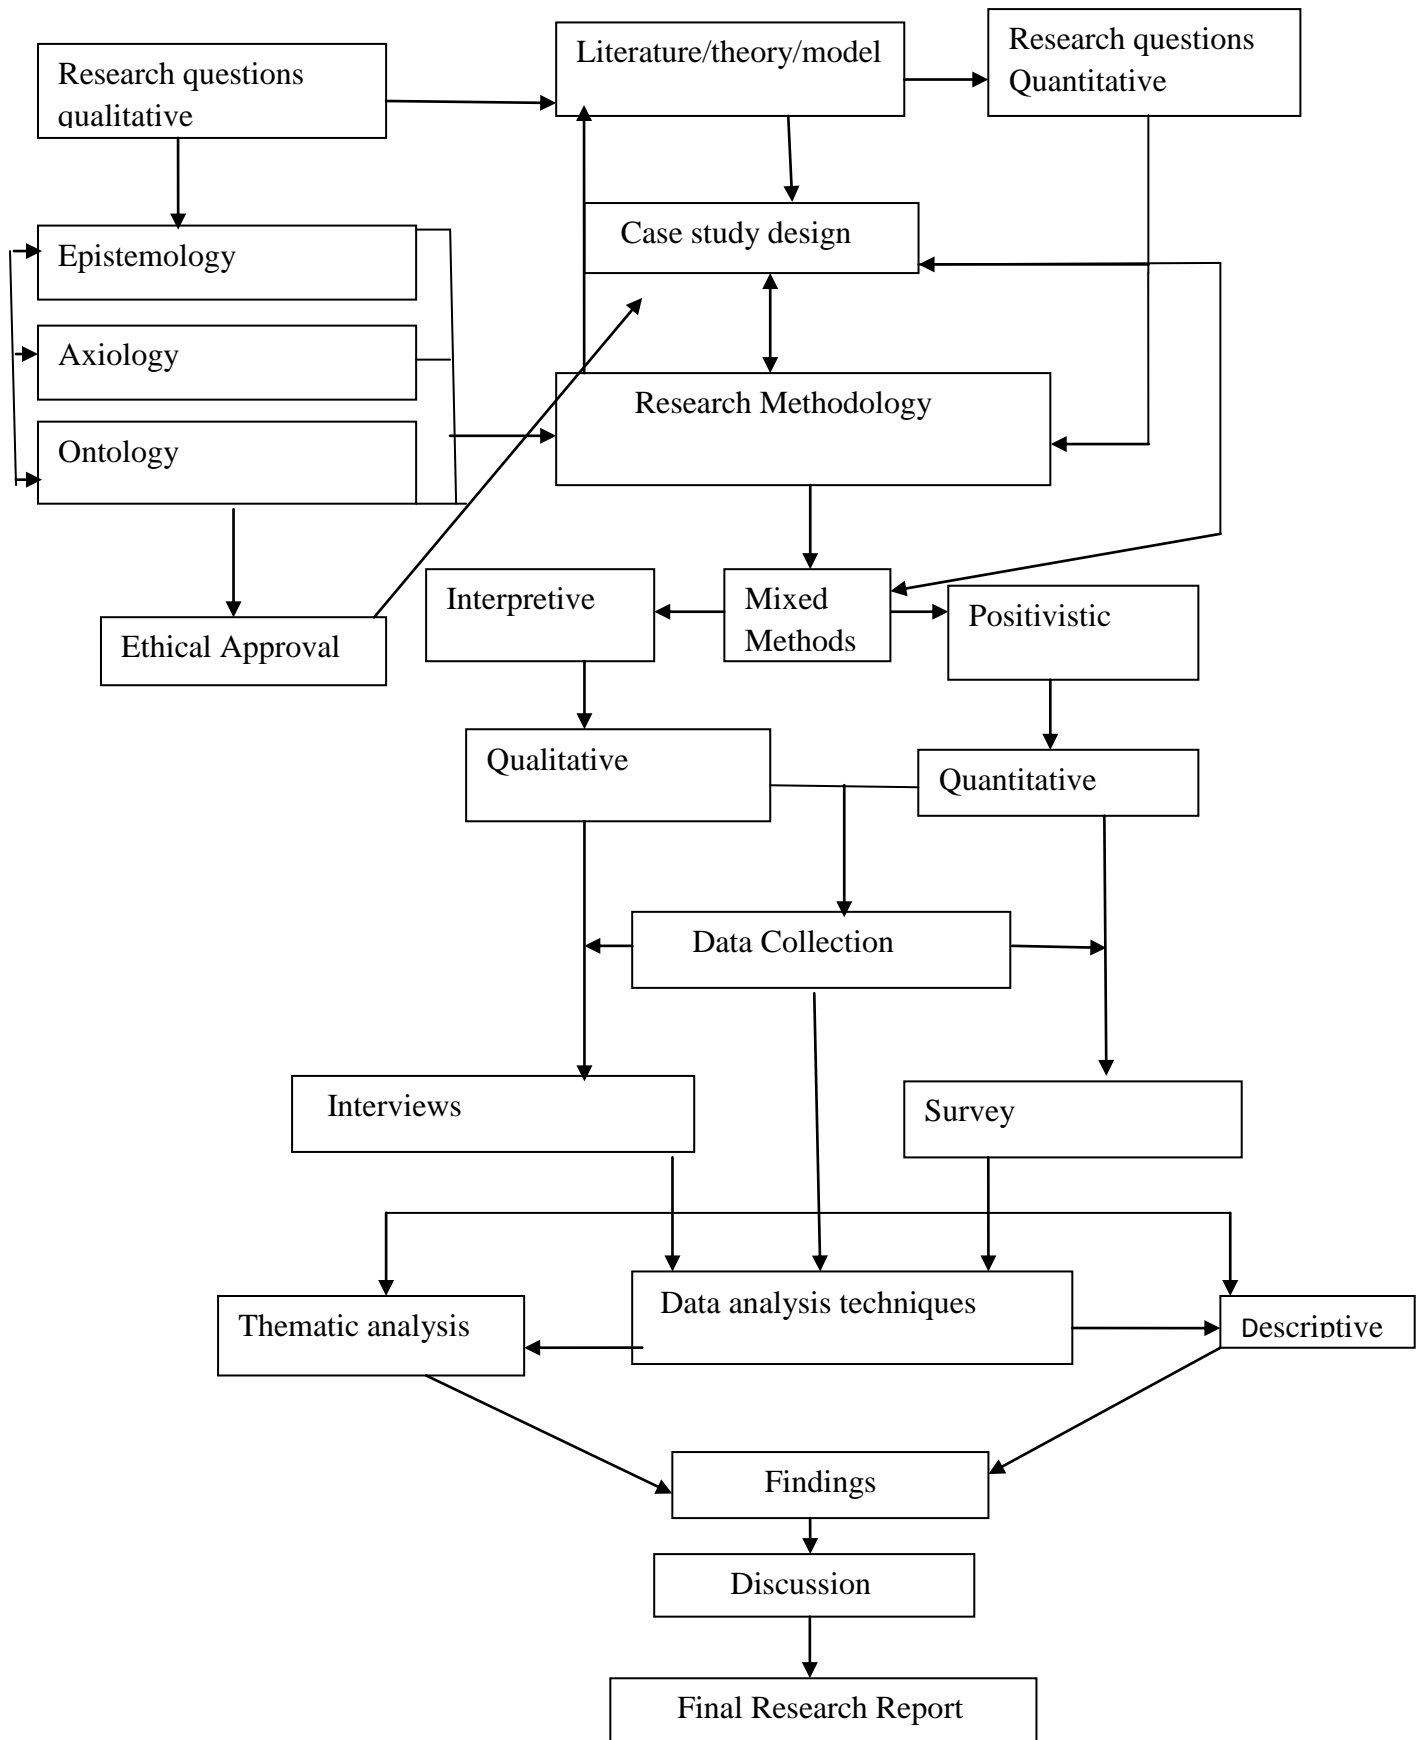 Research questions
qualitative
Literature/theory/model
Research questions
Quantitative
Epistemology
Axiology
Ontology
Case study design
Research Methodology
Ethical Approval
Interpretive
Mixed
Methods
Positivistic
Qualitative
Quantitative
Data Collection
Interviews
Survey
Thematic analysis
Data analysis techniques
Descriptive
Findings
Discussion
Final Research Report